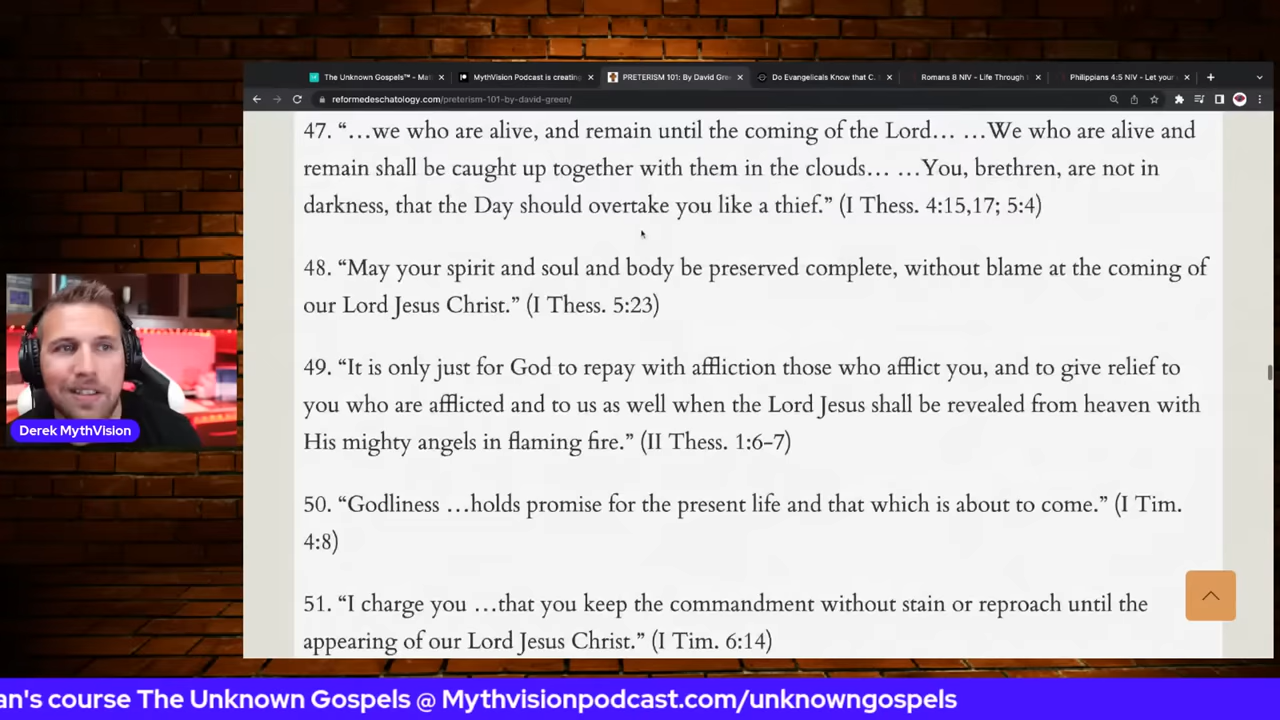 The Unknown Gospels™ - Mat
MythVision Podcast is creating
PRETERISM 101: By David Gre
Do Evangelicals Know that C. S
Romans 8 NIV - Life Through t
Philippians 4:5 NIV - Let your g
reformedeschatology.com/preterism-101-by-david-green/
47. “…we who are alive, and remain until the coming of the Lord… …We who are alive and
remain shall be caught up together with them in the clouds… …You, brethren, are not in
darkness, that the Day should overtake you like a thief.” (I Thess. 4:15,17; 5:4)
48. “May your spirit and soul and body be preserved complete, without blame at the coming of
our Lord Jesus Christ.” (I Thess. 5:23)
49. “It is only just for God to repay with affliction those who afflict you, and to give relief to
you who are afflicted and to us as well when the Lord Jesus shall be revealed from heaven with
His mighty angels in flaming fire.” (II Thess. 1:6-7)
50. “Godliness …holds promise for the present life and that which is about to come.” (I Tim.
4:8)
51. “I charge you …that you keep the commandment without stain or reproach until the
appearing of our Lord Jesus Christ.” (I Tim. 6:14)
Derek MythVision
an's course The Unknown Gospels @ Mythvisionpodcast.com/unknowngospels